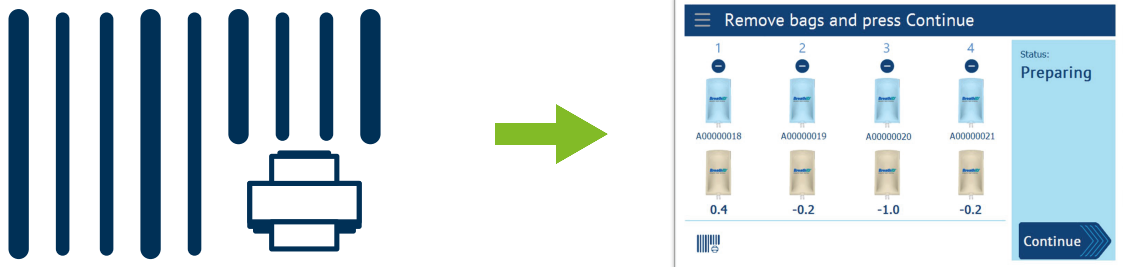 Remove bags and press Continue
1 2 3 4
Status:
Preparing
A00000018 A00000019 A00000020 A00000021
0.4 -0.2 -1.0 -0.2
Continue